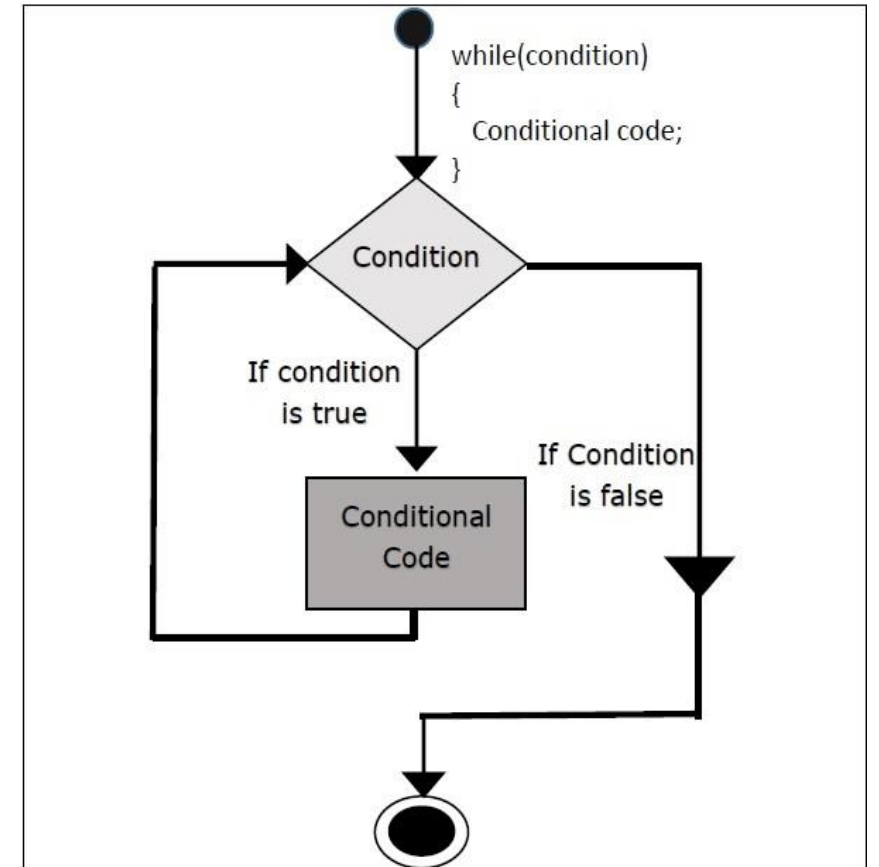 while(condition)
{
Conditional code;
}
Condition
If condition
is true
If Condition
is false
Conditional
Code